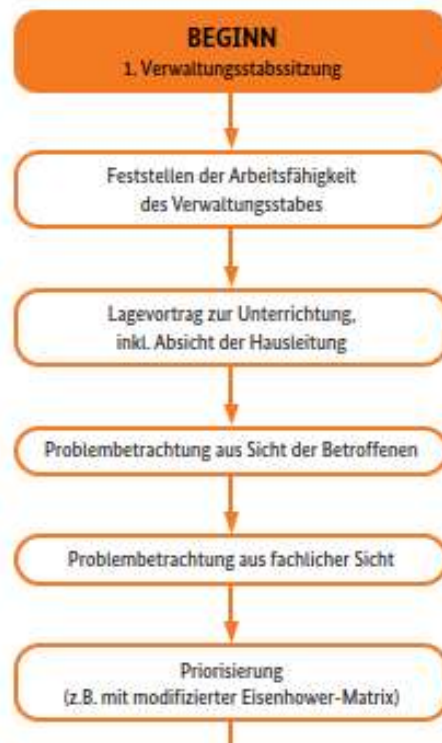 BEGINN
1. Verwaltungsstabssitzung
Feststellen der Arbeitsfähigkeit
des Verwaltungsstabes
Lagevortrag zur Unterrichtung,
inkl. Absicht der Hausleitung
Problembetrachtung aus Sicht der Betroffenen
Problembetrachtung aus fachlicher Sicht
Priorisierung
(z.B. mit modifizierter Eisenhower-Matrix)